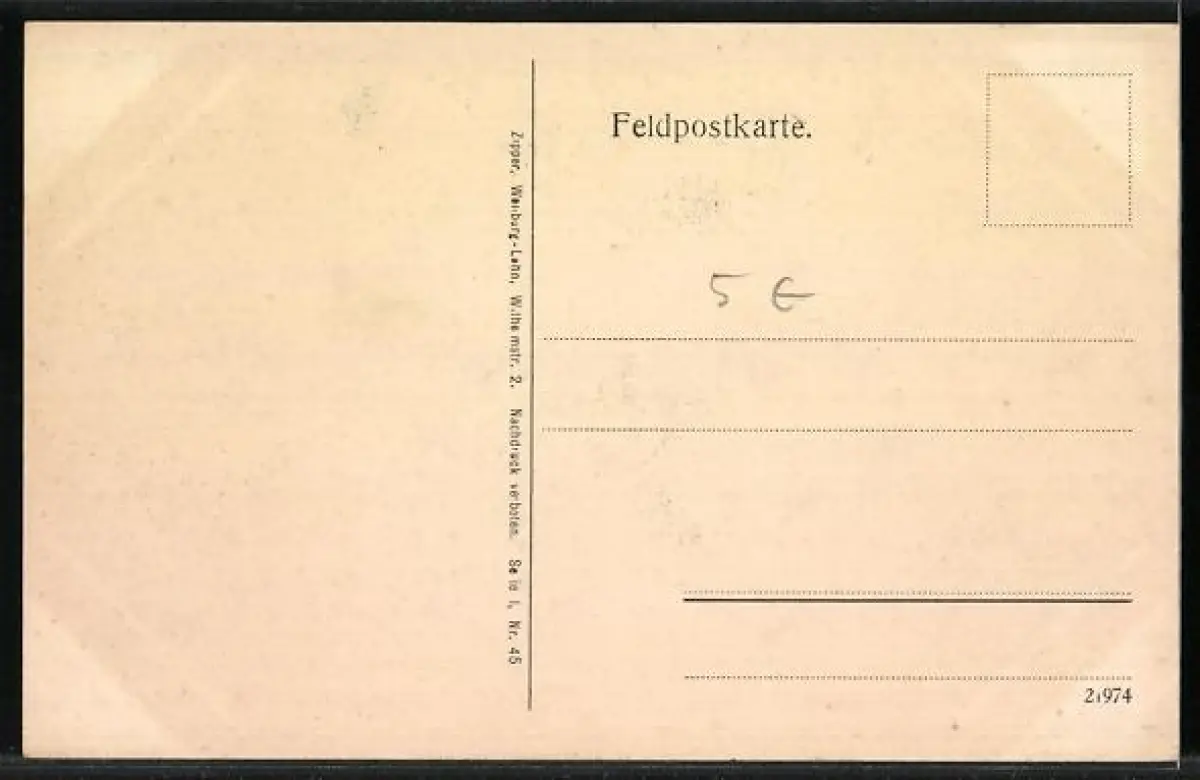 Feldpostkarte.
5 €
Zipper, Weilburg-Lahn, Wilhelmstr. 2. Nachdruck verboten. Serie I, Nr. 45
21974